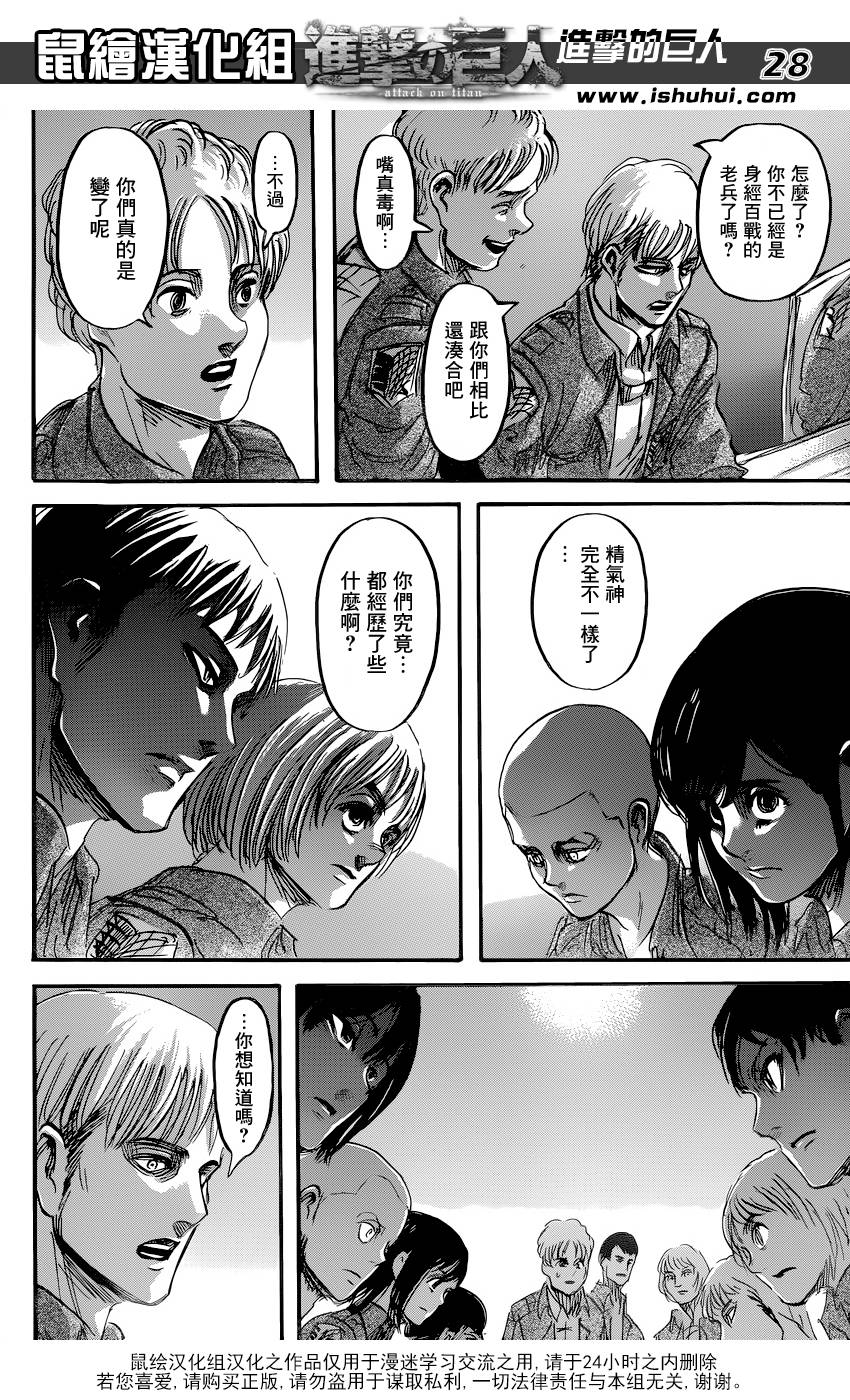 鼠繪漢化組
進撃の巨人
attack on titan
進擊的巨人
www.ishuhui.com
28
怎麼了？
你不已經是
身經百戰的
老兵了嗎？
嘴真毒啊…
跟你們相比
還湊合吧
…不過
你們真的是
變了呢
精氣神
完全不一樣了
…
你們究竟…
都經歷了些
什麼啊？
…你想知道嗎？
鼠绘汉化组汉化之作品仅用于漫迷学习交流之用, 请于24小时之内删除
若您喜爱, 请购买正版, 请勿盗用于谋取私利, 一切法律责任与本组无关, 谢谢。